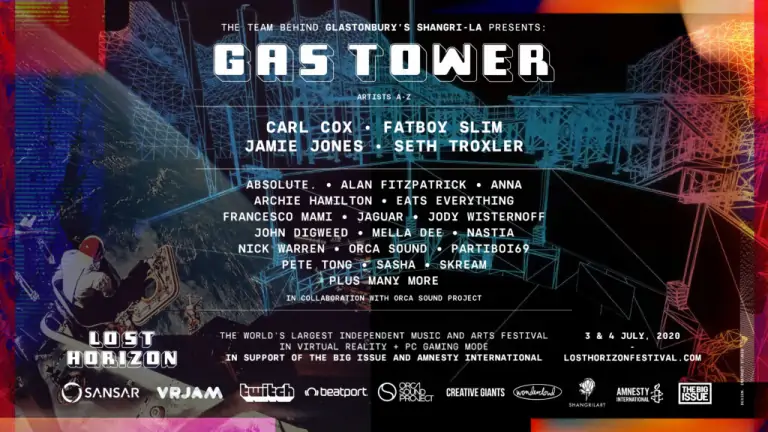 THE TEAM BEHIND GLASTONBURY'S SHANGRI-LA PRESENTS:
GAS TOWER
ARTISTS A-Z
CARL COX • FATBOY SLIM
JAMIE JONES • SETH TROXLER
ABSOLUTE. • ALAN FITZPATRICK • ANNA
ARCHIE HAMILTON • EATS EVERYTHING
FRANCESCO MAMI • JAGUAR • JODY WISTERNOFF
JOHN DIGWEED • MELLA DEE • NASTIA
NICK WARREN • ORCA SOUND • PARTIBOI69
PETE TONG • SASHA • SKREAM
PLUS MANY MORE
IN COLLABORATION WITH ORCA SOUND PROJECT
LOST
HORIZON
THE WORLD'S LARGEST INDEPENDENT MUSIC AND ARTS FESTIVAL
IN VIRTUAL REALITY + PC GAMING MODE
IN SUPPORT OF THE BIG ISSUE AND AMNESTY INTERNATIONAL
3 & 4 JULY, 2020
-
LOSTHORIZONFESTIVAL.COM
SANSAR
VRJAM
twitch
beatport
ORCA
SOUND
PROJECT
CREATIVE GIANTS
wonderloud
SHANGRILART
AMNESTY
INTERNATIONAL
THE BIG
ISSUE